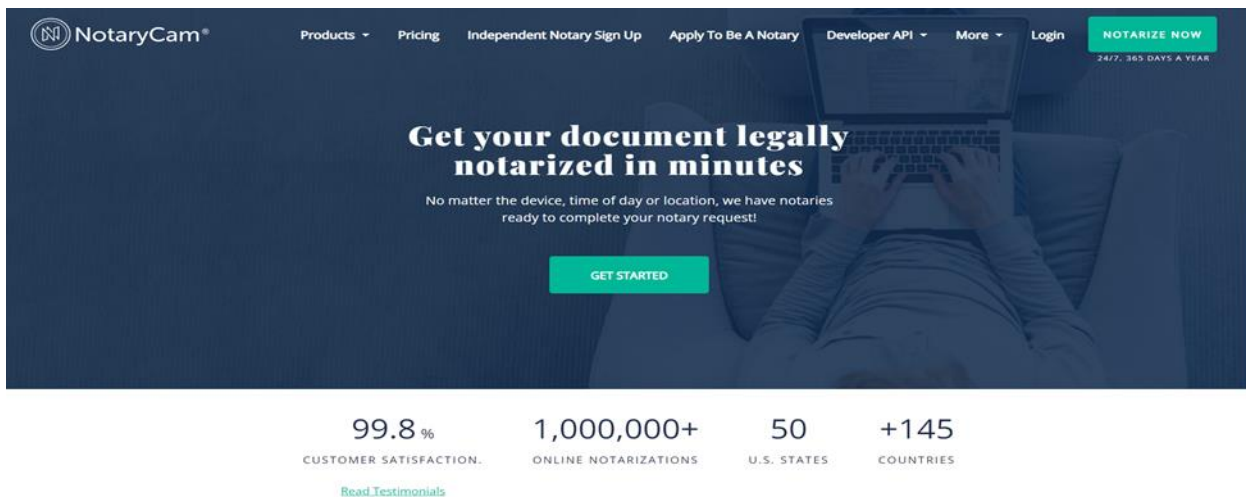 NotaryCam®
Products Pricing Independent Notary Sign Up Apply To Be A Notary Developer API More Login NOTARIZE NOW
24/7, 365 DAYS A YEAR
Get your document legally
notarized in minutes
No matter the device, time of day or location, we have notaries
ready to complete your notary request!
GET STARTED
99.8 % 1,000,000+ 50 +145
CUSTOMER SATISFACTION. ONLINE NOTARIZATIONS U.S. STATES COUNTRIES
Read Testimonials